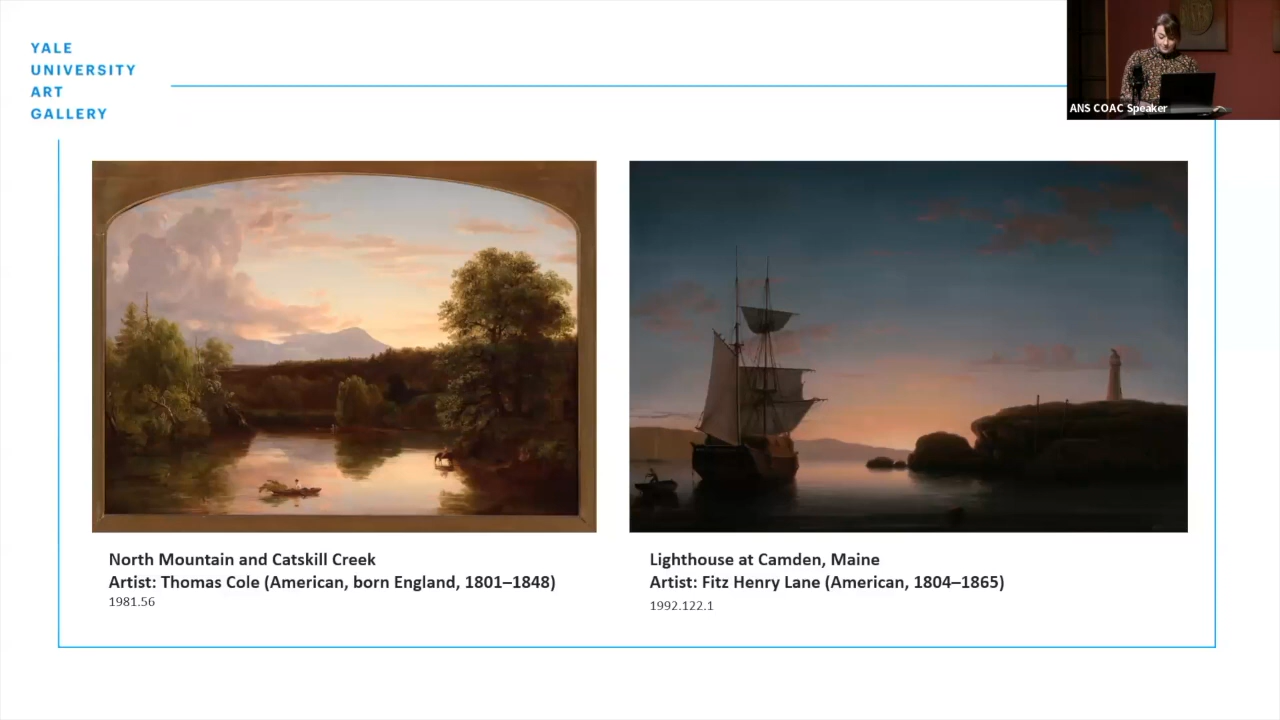 YALE
UNIVERSITY
ART
GALLERY
ANS COAC Speaker
North Mountain and Catskill Creek
Artist: Thomas Cole (American, born England, 1801–1848)
1981.56
Lighthouse at Camden, Maine
Artist: Fitz Henry Lane (American, 1804–1865)
1992.122.1